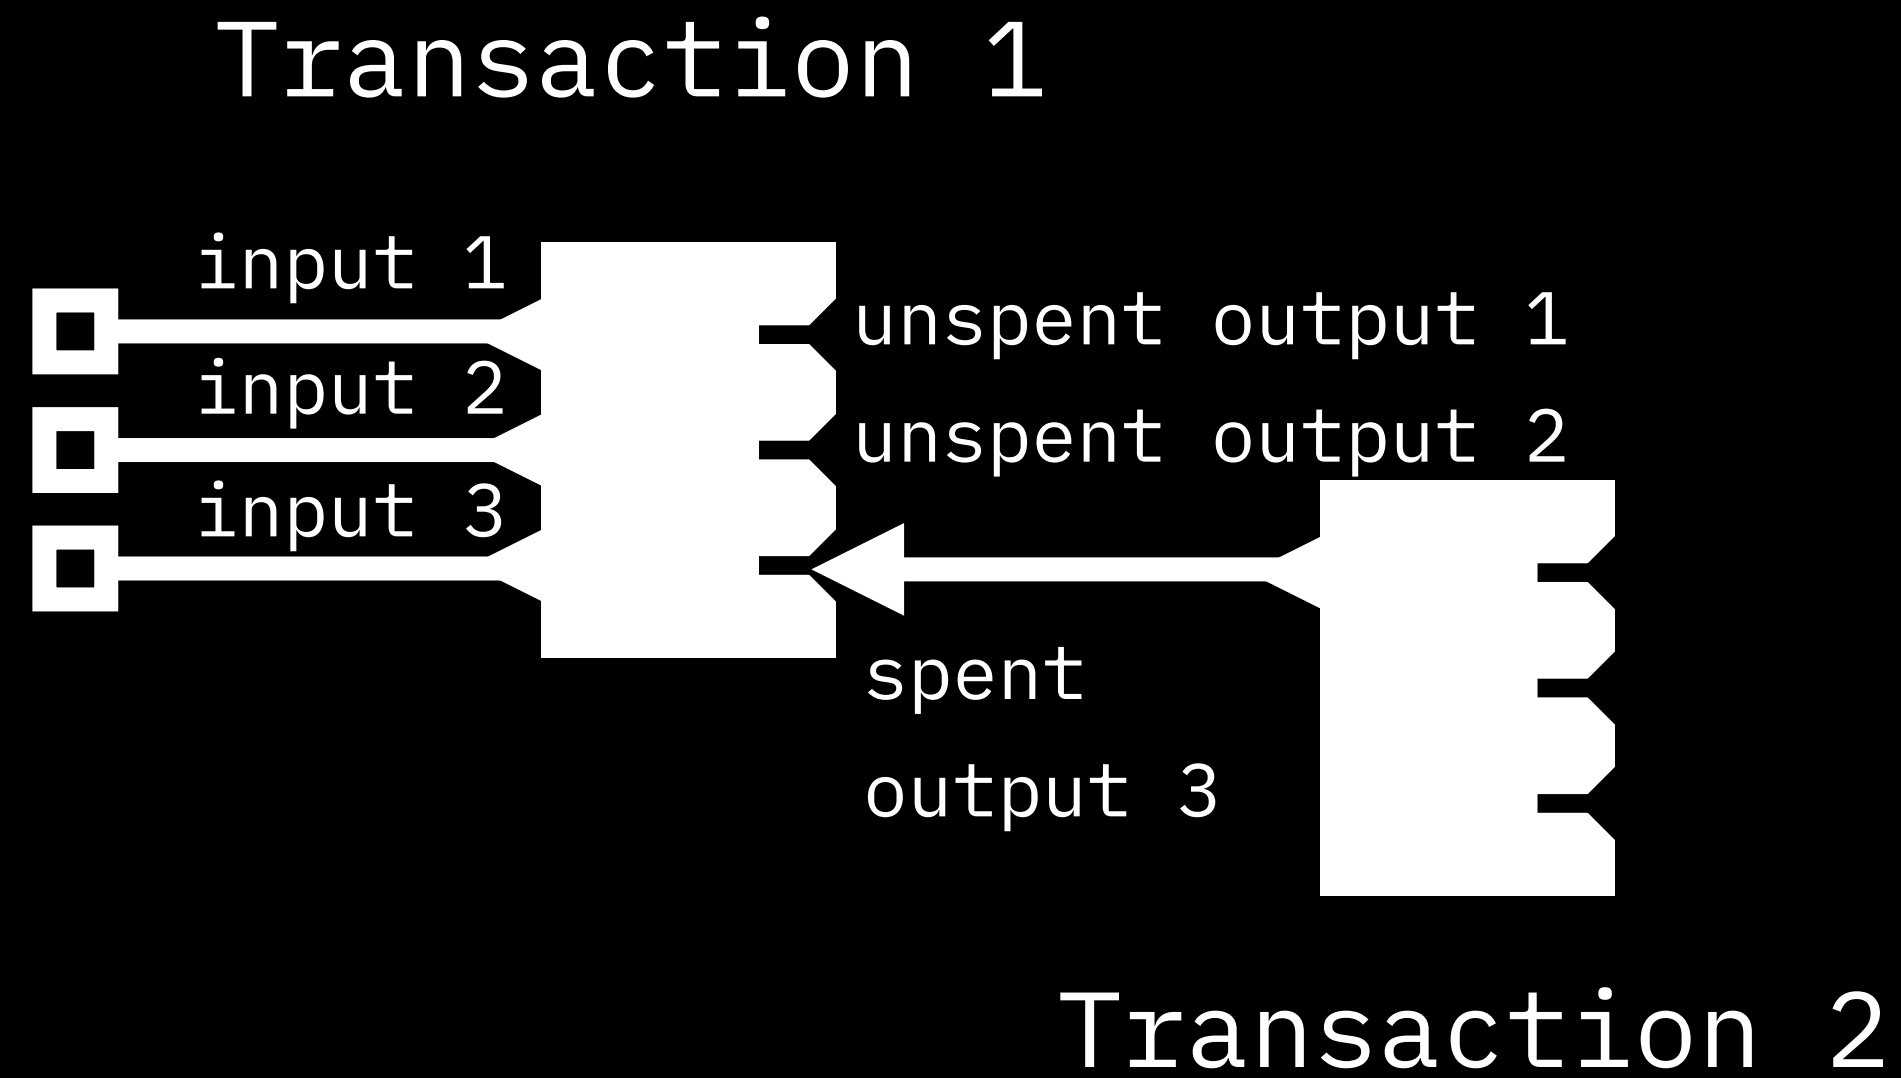 Transaction 1
input 1
input 2
input 3
unspent output 1
unspent output 2
spent
output 3
Transaction 2